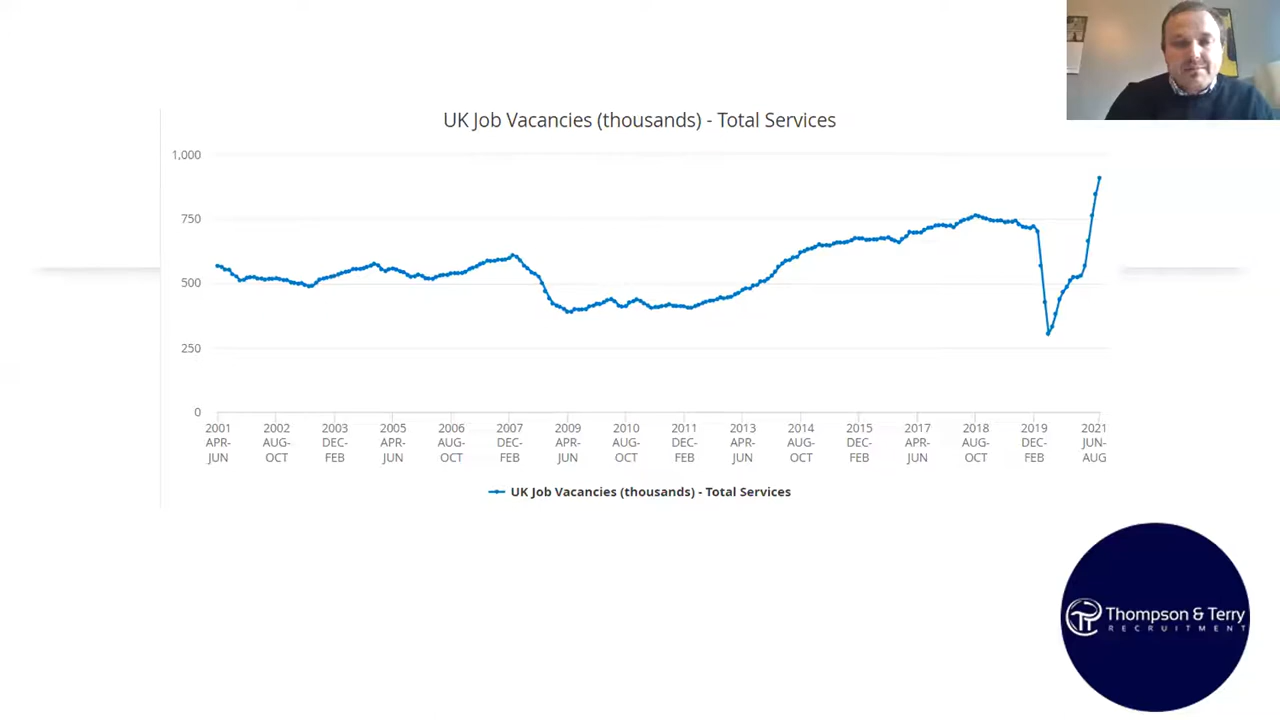 UK Job Vacancies (thousands) - Total Services
1,000
750
500
250
0
2001 APR-JUN
2002 AUG-OCT
2003 DEC-FEB
2005 APR-JUN
2006 AUG-OCT
2007 DEC-FEB
2009 APR-JUN
2010 AUG-OCT
2011 DEC-FEB
2013 APR-JUN
2014 AUG-OCT
2015 DEC-FEB
2017 APR-JUN
2018 AUG-OCT
2019 DEC-FEB
2021 JUN-AUG
UK Job Vacancies (thousands) - Total Services
Thompson & Terry
RECRUITMENT